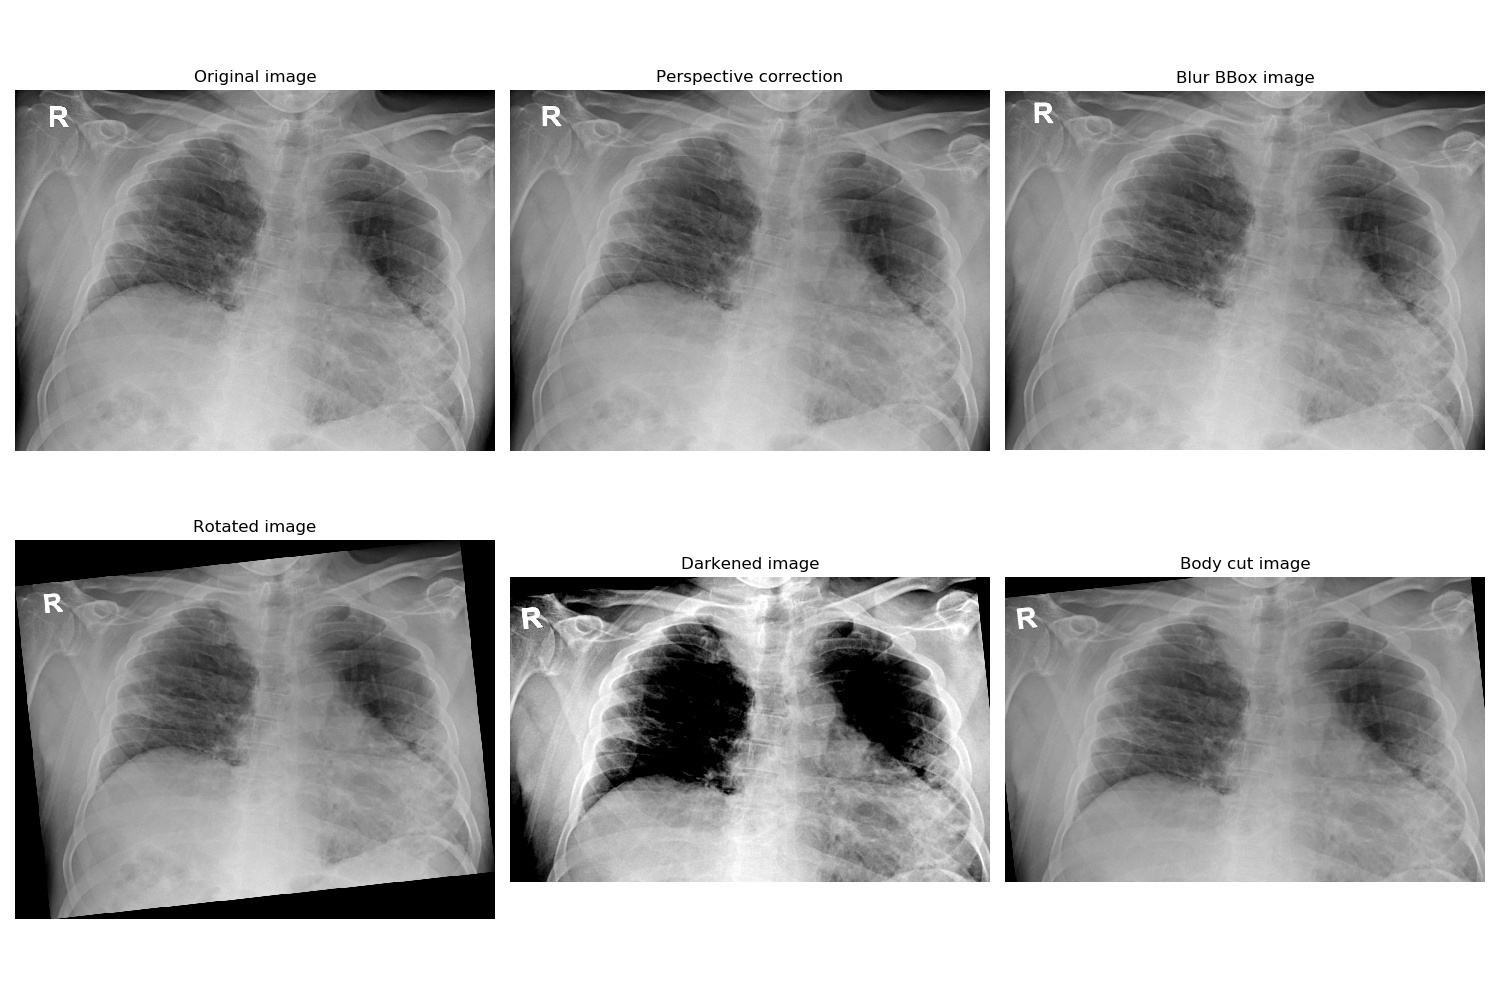 Original image
Perspective correction
Blur BBox image
R
R
R
Rotated image
Darkened image
Body cut image
R
R
R